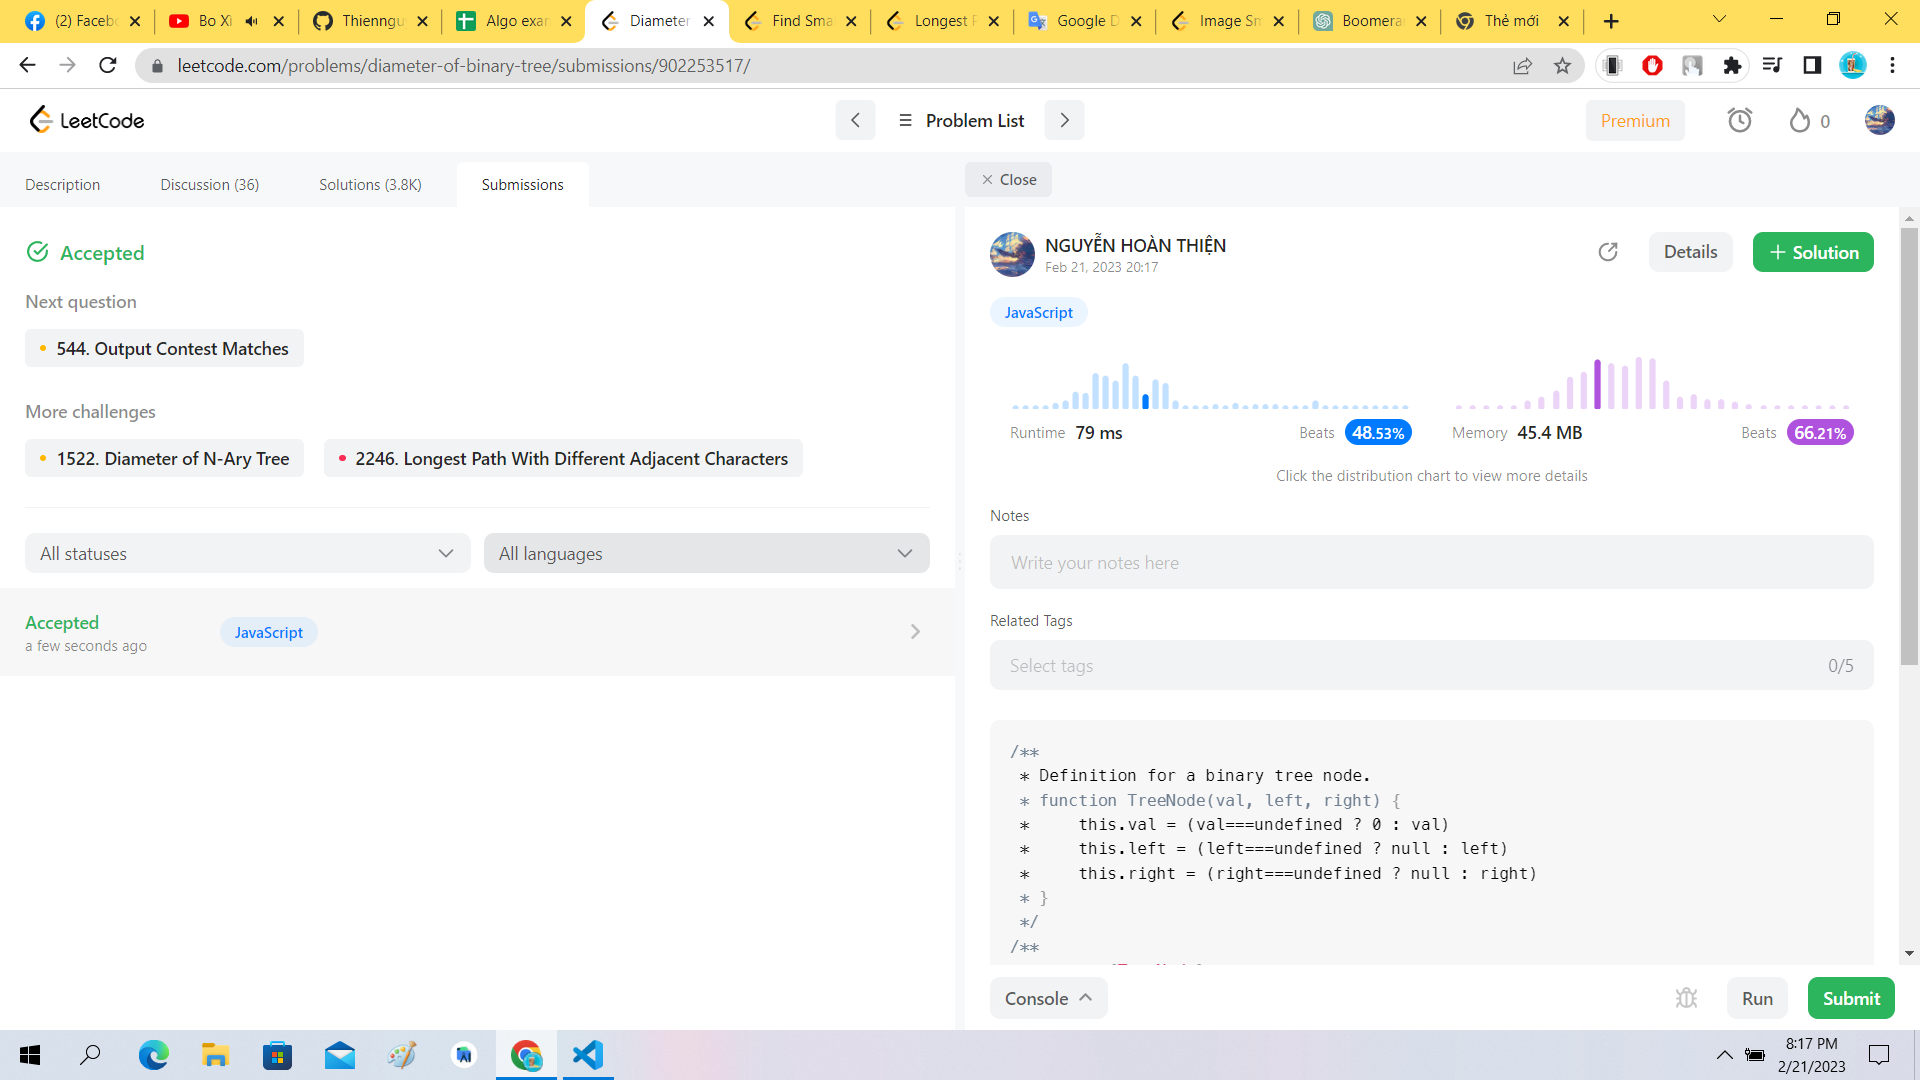 (2) Facebo
Bo Xì
Thienngu
Algo exan
Diameter
Find Smal
Longest P
Google D
Image Sm
Boomeran
Thẻ mới
leetcode.com/problems/diameter-of-binary-tree/submissions/902253517/
LeetCode
Problem List
Premium
0
Description
Discussion (36)
Solutions (3.8K)
Submissions
Close
Accepted
Next question
544. Output Contest Matches
More challenges
1522. Diameter of N-Ary Tree
2246. Longest Path With Different Adjacent Characters
All statuses
All languages
Accepted
a few seconds ago
JavaScript
NGUYỄN HOÀN THIỆN
Feb 21, 2023 20:17
Details
+ Solution
JavaScript
Runtime 79 ms
Beats 48.53%
Memory 45.4 MB
Beats 66.21%
Click the distribution chart to view more details
Notes
Write your notes here
Related Tags
Select tags
0/5
/**
* Definition for a binary tree node.
* function TreeNode(val, left, right) {
*     this.val = (val===undefined ? 0 : val)
*     this.left = (left===undefined ? null : left)
*     this.right = (right===undefined ? null : right)
* }
*/
/**
Console
Run
Submit
8:17 PM
2/21/2023